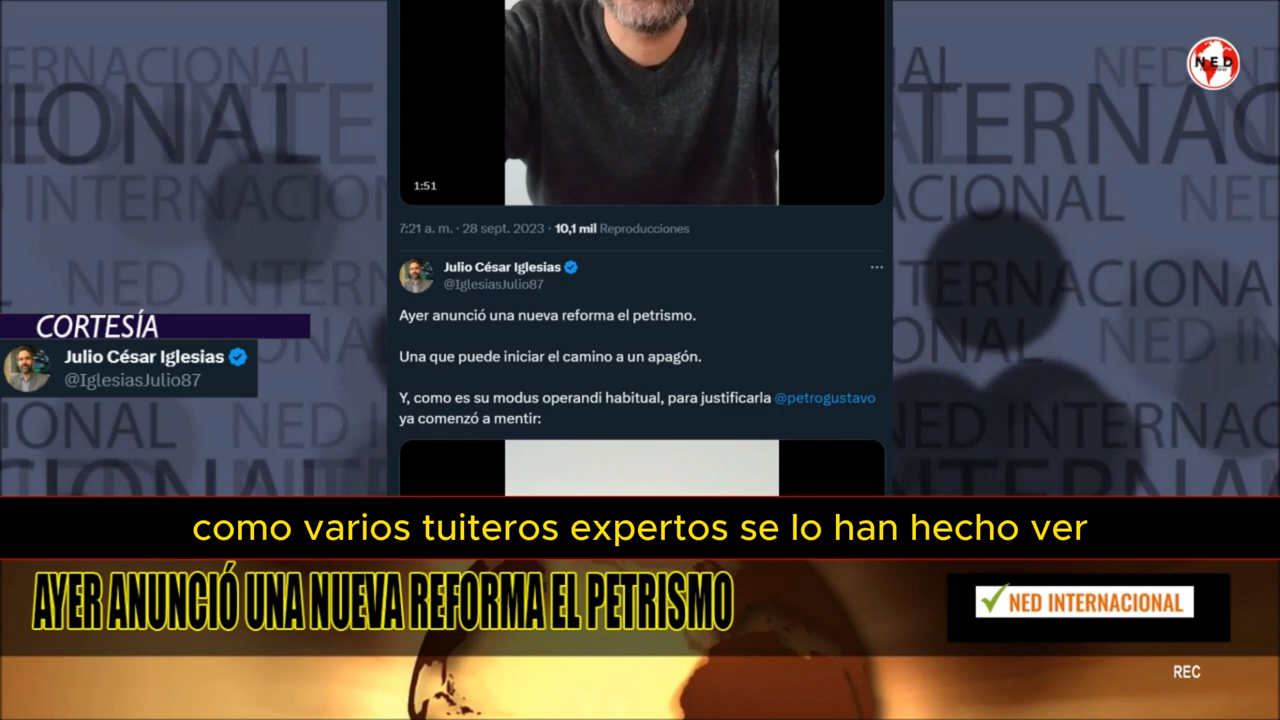 NED
1:51
7:21 a. m. · 28 sept. 2023 · 10,1 mil Reproducciones
Julio César Iglesias
@IglesiasJulio87
Ayer anunció una nueva reforma el petrismo.
Una que puede iniciar el camino a un apagón.
Y, como es su modus operandi habitual, para justificarla @petrogustavo
ya comenzó a mentir:
CORTESÍA
Julio César Iglesias
@IglesiasJulio87
como varios tuiteros expertos se lo han hecho ver
AYER ANUNCIÓ UNA NUEVA REFORMA EL PETRISMO
NED INTERNACIONAL
REC